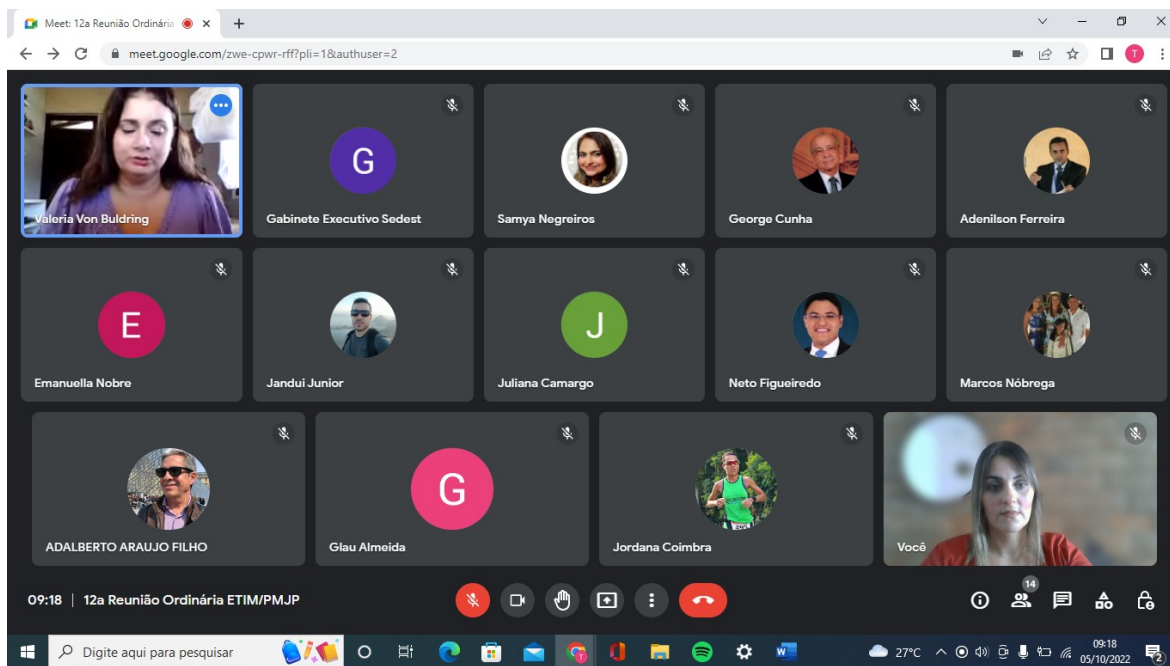 Meet: 12a Reunião Ordinária
meet.google.com/zwe-cpwr-rff?pli=1&authuser=2
T
Valeria Von Buldring
G
Gabinete Executivo Sedest
Samya Negreiros
George Cunha
Adenilson Ferreira
E
Emanuella Nobre
Jandui Junior
J
Juliana Camargo
Neto Figueiredo
Marcos Nóbrega
ADALBERTO ARAUJO FILHO
G
Glau Almeida
Jordana Coimbra
Você
09:18 | 12a Reunião Ordinária ETIM/PMJP
14
Digite aqui para pesquisar
27°C
09:18
05/10/2022
2